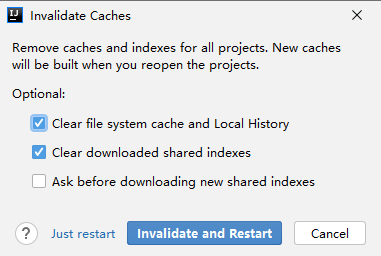 IJ Invalidate Caches
Remove caches and indexes for all projects. New caches
will be built when you reopen the projects.
Optional:
Clear file system cache and Local History
Clear downloaded shared indexes
Ask before downloading new shared indexes
? Just restart Invalidate and Restart Cancel